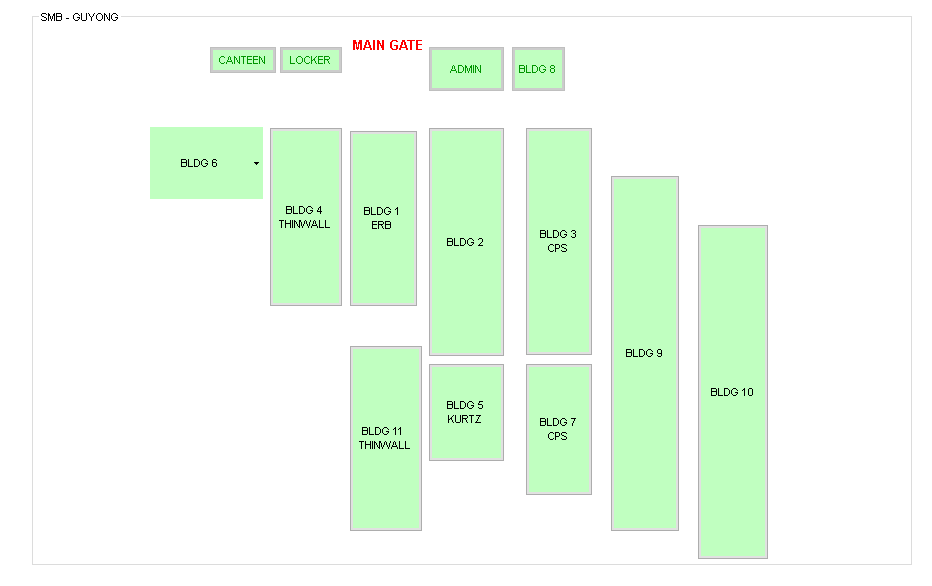 SMB - GUYONG
MAIN GATE
CANTEEN
LOCKER
ADMIN
BLDG 8
BLDG 6
BLDG 4
THINWALL
BLDG 1
ERB
BLDG 2
BLDG 3
CPS
BLDG 9
BLDG 10
BLDG 11
THINWALL
BLDG 5
KURTZ
BLDG 7
CPS